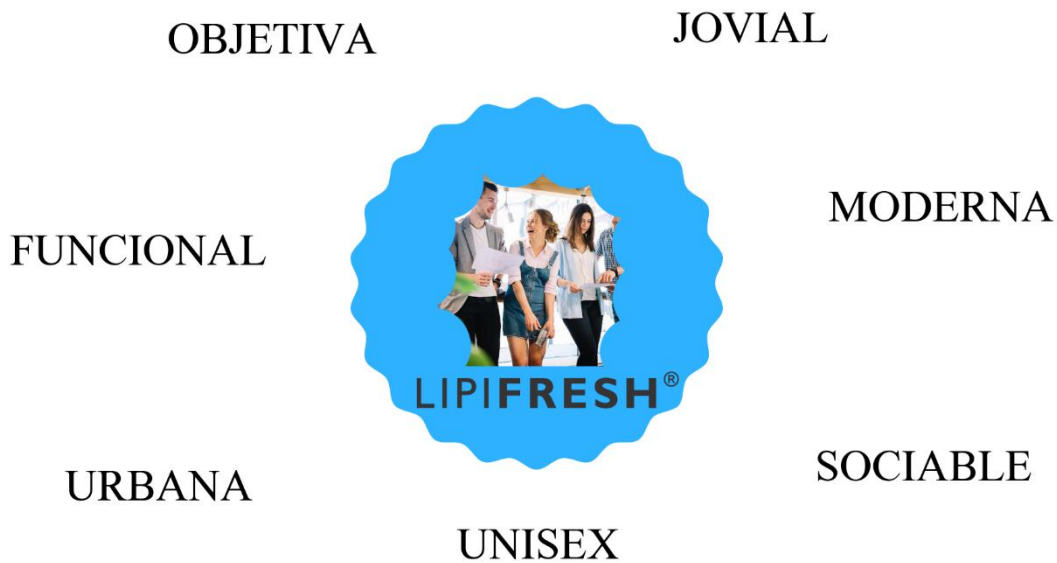 OBJETIVA
JOVIAL
MODERNA
FUNCIONAL
LIPIFRESH®
SOCIABLE
URBANA
UNISEX